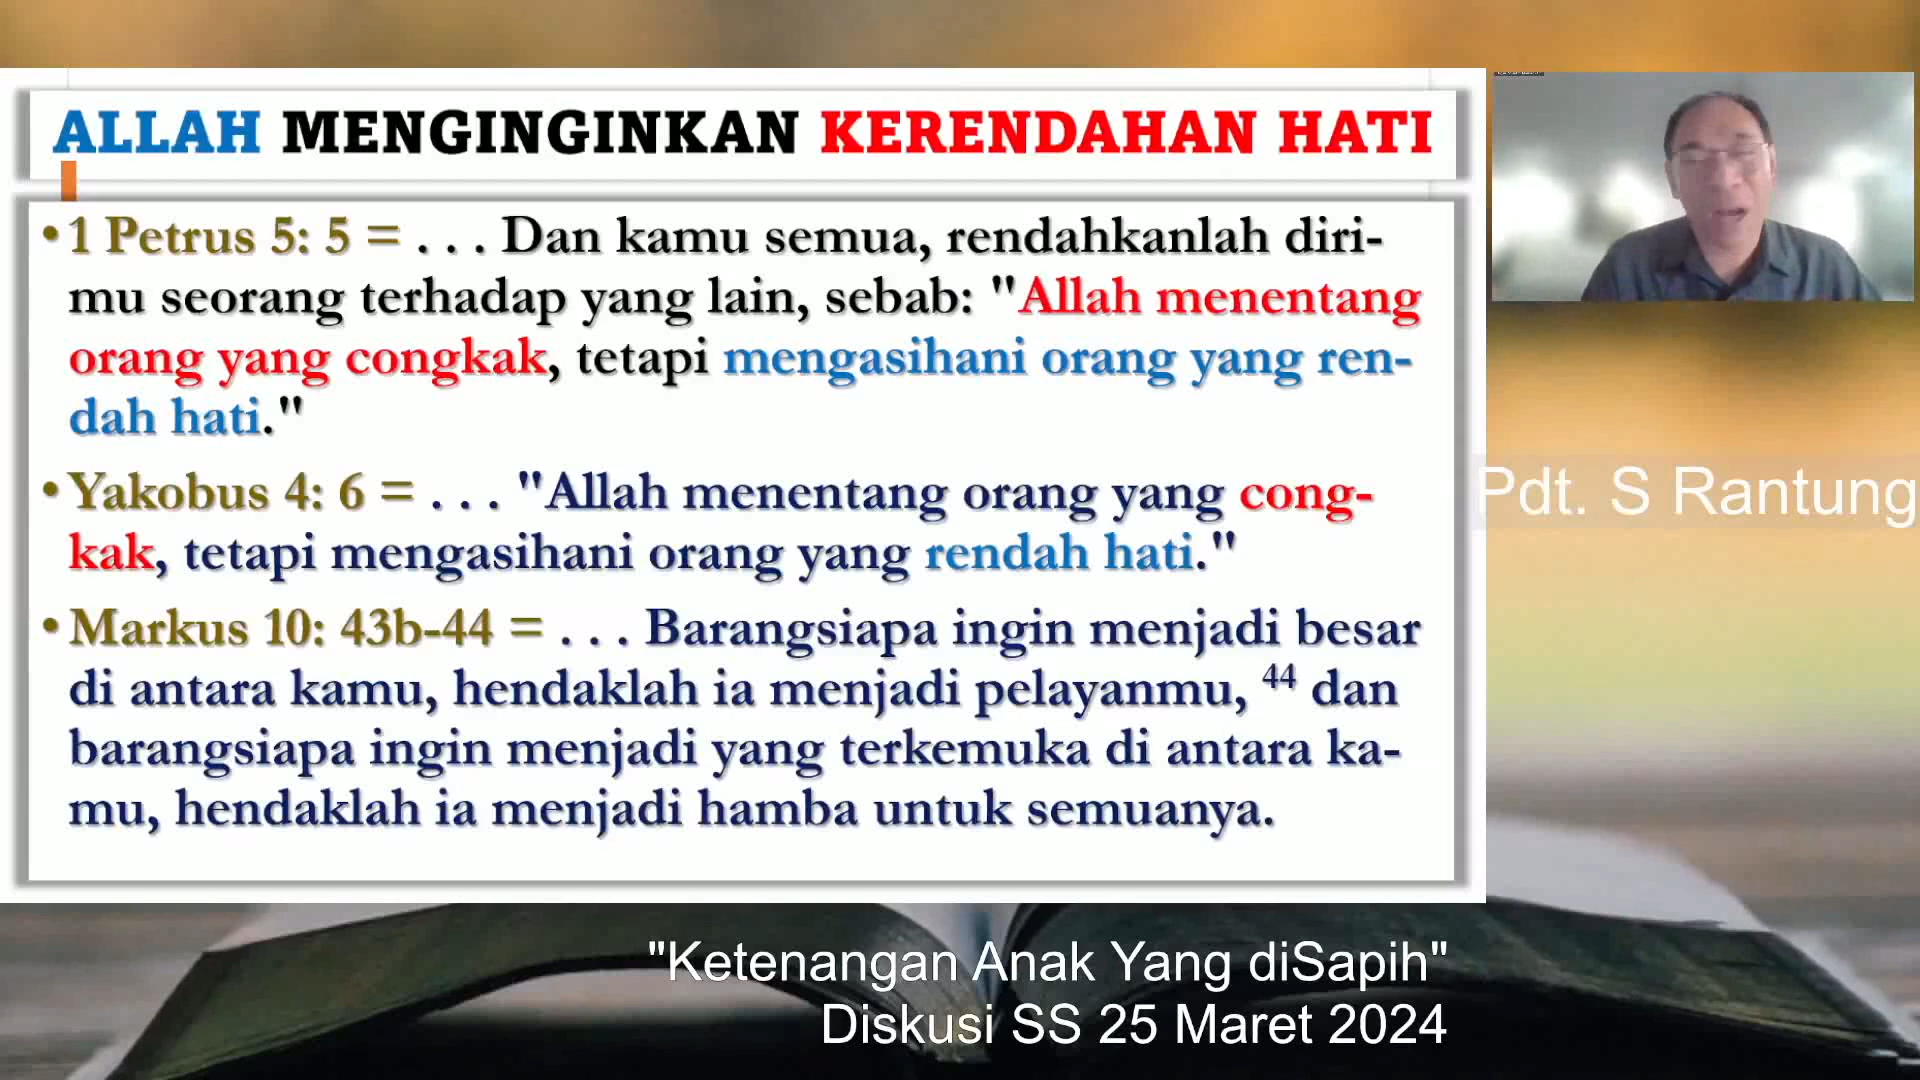 ALLAH MENGINGINKAN KERENDAHAN HATI
•1 Petrus 5: 5 = . . . Dan kamu semua, rendahkanlah diri-
mu seorang terhadap yang lain, sebab: "Allah menentang
orang yang congkak, tetapi mengasihani orang yang ren-
dah hati."
•Yakobus 4: 6 = . . . "Allah menentang orang yang cong-
kak, tetapi mengasihani orang yang rendah hati."
•Markus 10: 43b-44 = . . . Barangsiapa ingin menjadi besar
di antara kamu, hendaklah ia menjadi pelayanmu, 44 dan
barangsiapa ingin menjadi yang terkemuka di antara ka-
mu, hendaklah ia menjadi hamba untuk semuanya.
Pdt. S Rantung
"Ketenangan Anak Yang diSapih"
Diskusi SS 25 Maret 2024